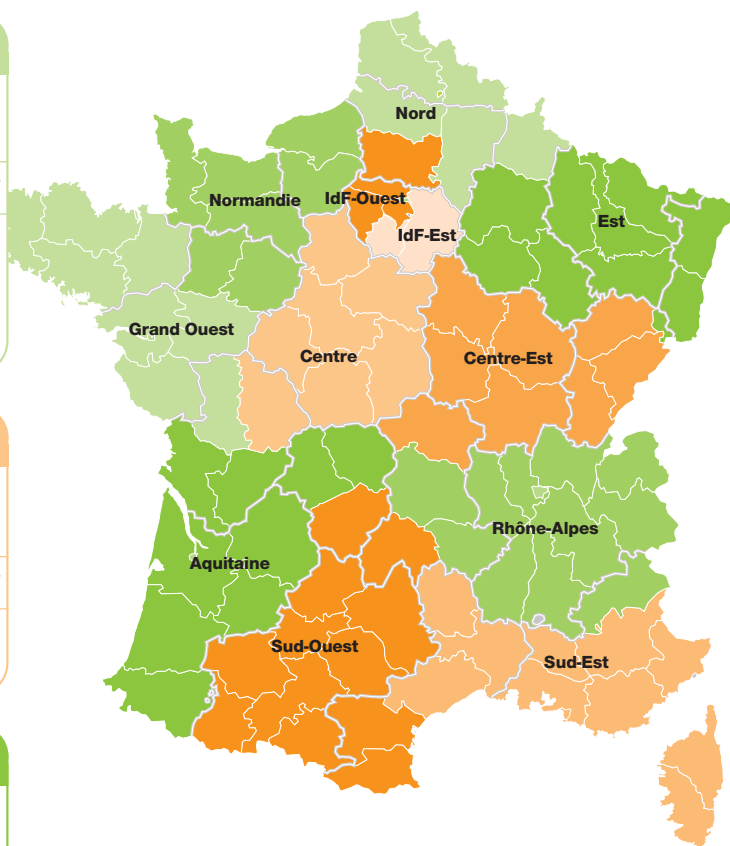 Nord
Normandie
IdF-Ouest
Est
IdF-Est
Grand Ouest
Centre
Centre-Est
Rhône-Alpes
Aquitaine
Sud-Ouest
Sud-Est